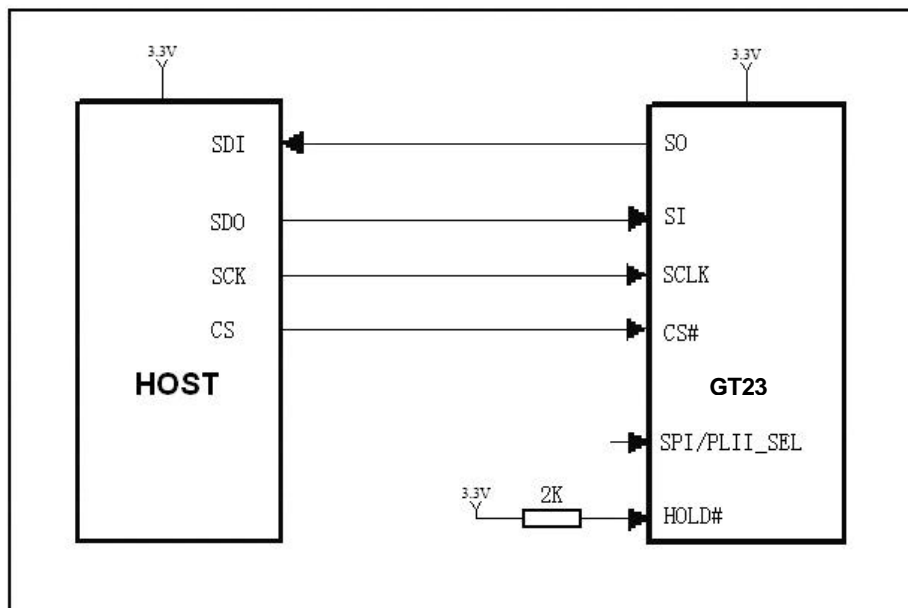 3.3V
3.3V
SDI
SO
SDO
SI
SCK
SCLK
CS
CS#
HOST
GT23
SPI/PLII_SEL
3.3V
2K
HOLD#